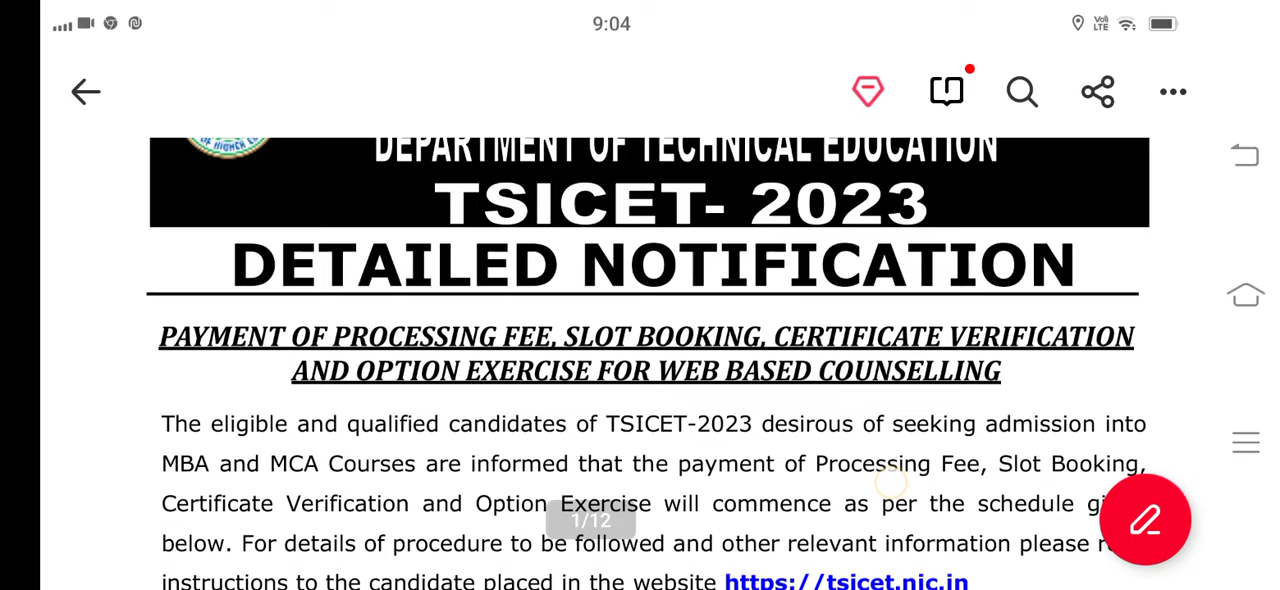 9:04
Vol) LTE
OF HIGHER
DEPARTMENT OF TECHNICAL EDUCATION
TSICET- 2023
DETAILED NOTIFICATION
PAYMENT OF PROCESSING FEE, SLOT BOOKING, CERTIFICATE VERIFICATION
AND OPTION EXERCISE FOR WEB BASED COUNSELLING
The eligible and qualified candidates of TSICET-2023 desirous of seeking admission into
MBA and MCA Courses are informed that the payment of Processing Fee, Slot Booking,
Certificate Verification and Option Exercise will commence as per the schedule
1/12
below. For details of procedure to be followed and other relevant information please
instructions to the candidate placed in the website https://tsicet.nic.in